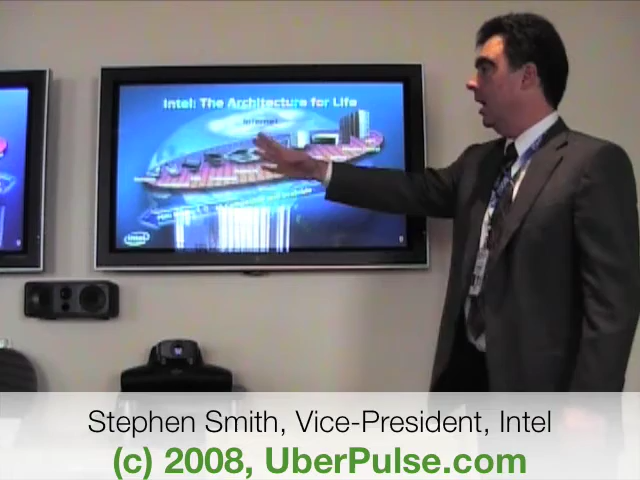 Intel: The Architecture for Life
Internet
intel
Stephen Smith, Vice-President, Intel
(c) 2008, UberPulse.com